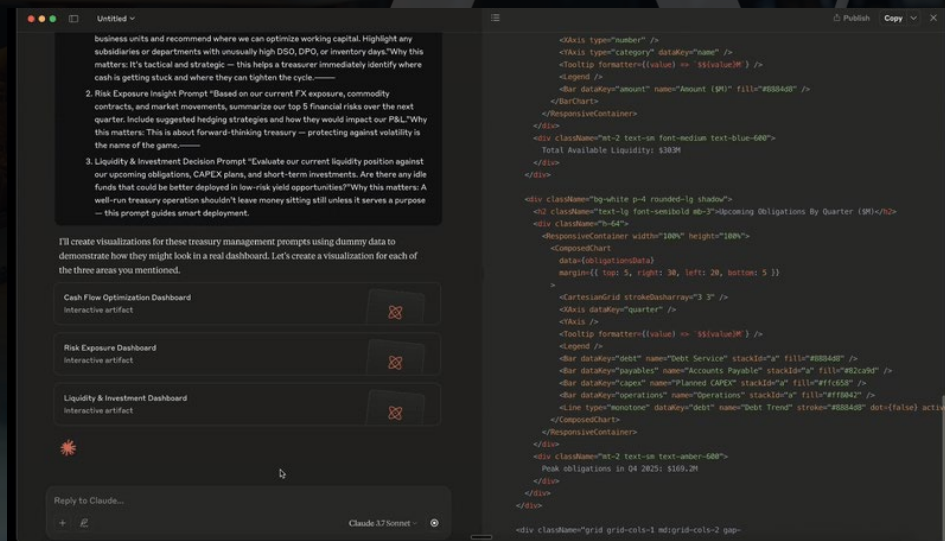 Untitled
business units and recommend where we can optimize working capital. Highlight any
subsidiaries or departments with unusually high DSO, DPO, or inventory days."Why this
matters: It's tactical and strategic — this helps a treasurer immediately identify where
cash is getting stuck and where they can tighten the cycle.⸻
2. Risk Exposure Insight Prompt "Based on our current FX exposure, commodity
contracts, and market movements, summarize our top 5 financial risks over the next
quarter. Include suggested hedging strategies and how they would impact our P&L."Why
this matters: This is about forward-thinking treasury — protecting against volatility is
the name of the game.⸻
3. Liquidity & Investment Decision Prompt "Evaluate our current liquidity position against
our upcoming obligations, CAPEX plans, and short-term investments. Are there any idle
funds that could be better deployed in low-risk yield opportunities?"Why this matters: A
well-run treasury operation shouldn't leave money sitting still unless it serves a purpose
— this prompt guides smart deployment.
I'll create visualizations for these treasury management prompts using dummy data to
demonstrate how they might look in a real dashboard. Let's create a visualization for each of
the three areas you mentioned.
Cash Flow Optimization Dashboard
Interactive artifact
Risk Exposure Dashboard
Interactive artifact
Liquidity & Investment Dashboard
Interactive artifact
Reply to Claude...
Claude 3.7 Sonnet
Publish
Copy
<XAxis type="number" />
<YAxis type="category" dataKey="name" />
<Tooltip formatter={(value) => `$${value}M`} />
<Legend />
<Bar dataKey="amount" name="Amount ($M)" fill="#8884d8" />
</BarChart>
</ResponsiveContainer>
</div>
<div className="mt-2 text-sm font-medium text-blue-600">
Total Available Liquidity: $303M
</div>
</div>
<div className="bg-white p-4 rounded-lg shadow">
<h2 className="text-lg font-semibold mb-3">Upcoming Obligations By Quarter ($M)</h2>
<div className="h-64">
<ResponsiveContainer width="100%" height="100%">
<ComposedChart
data={obligationsData}
margin={{ top: 5, right: 30, left: 20, bottom: 5 }}
>
<CartesianGrid strokeDasharray="3 3" />
<XAxis dataKey="quarter" />
<YAxis />
<Tooltip formatter={(value) => `$${value}M`} />
<Legend />
<Bar dataKey="debt" name="Debt Service" stackId="a" fill="#8884d8" />
<Bar dataKey="payables" name="Accounts Payable" stackId="a" fill="#82ca9d" />
<Bar dataKey="capex" name="Planned CAPEX" stackId="a" fill="#ffc658" />
<Bar dataKey="operations" name="Operations" stackId="a" fill="#ff8042" />
<Line type="monotone" dataKey="debt" name="Debt Trend" stroke="#8884d8" dot={false} activ
</ComposedChart>
</ResponsiveContainer>
</div>
<div className="mt-2 text-sm text-amber-600">
Peak obligations in Q4 2025: $169.2M
</div>
</div>
</div>
<div className="grid grid-cols-1 md:grid-cols-2 gap-